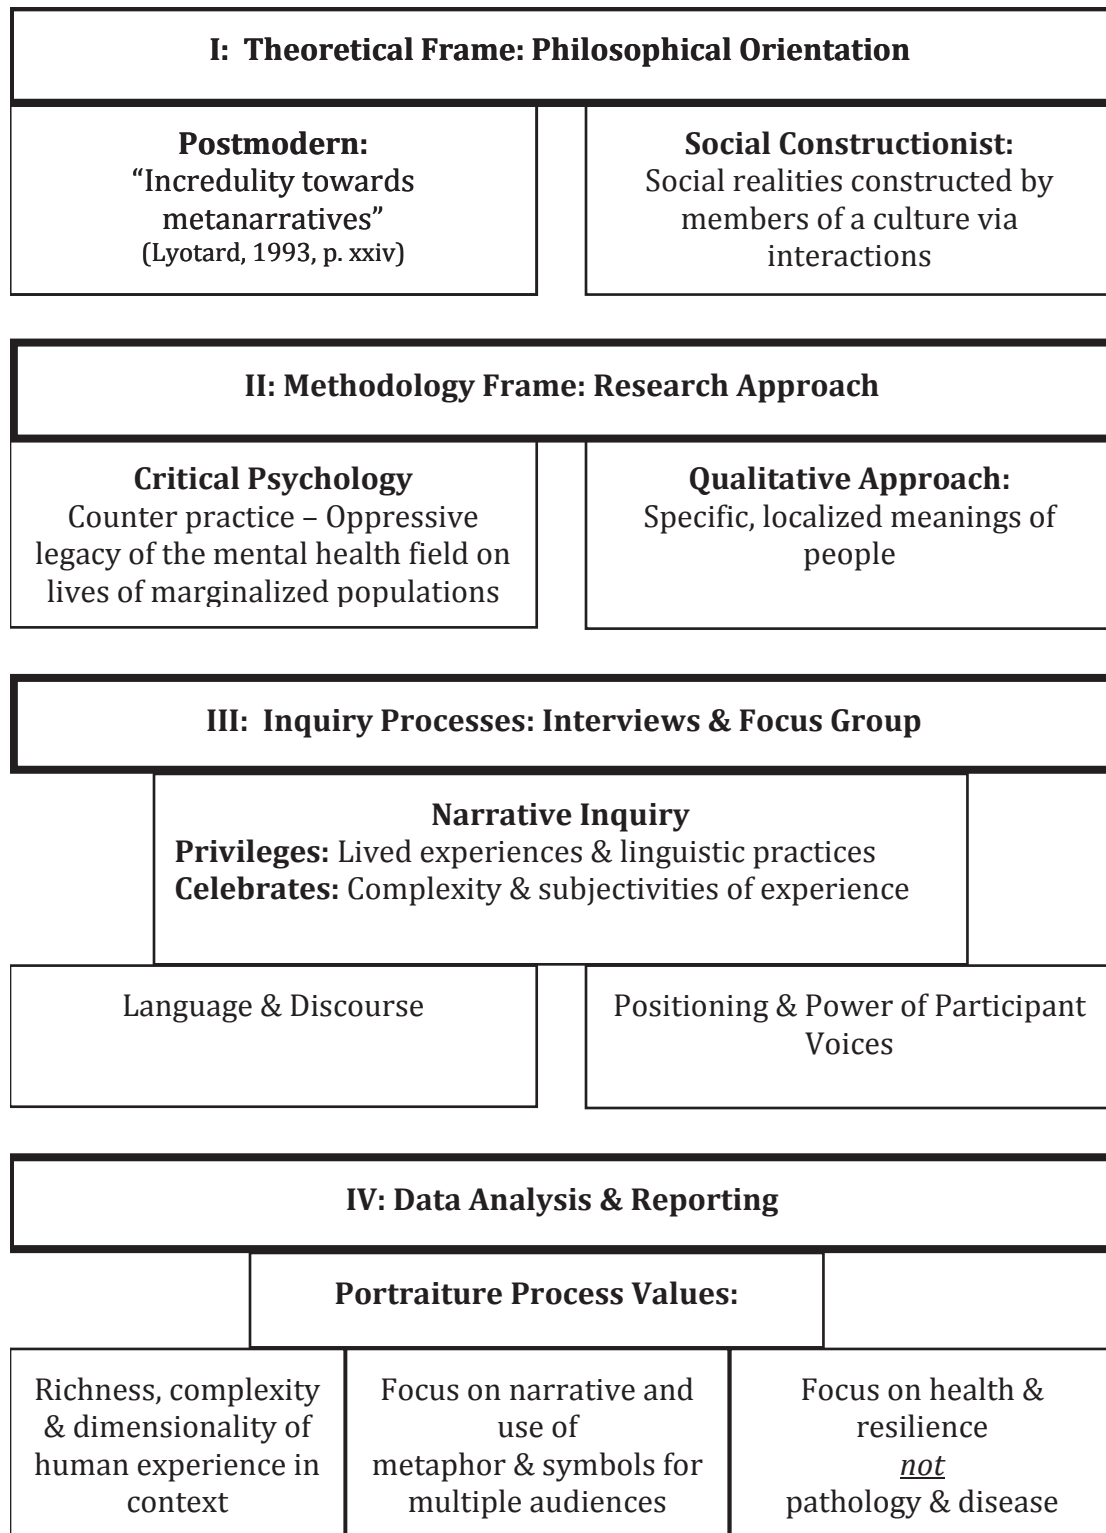 I: Theoretical Frame: Philosophical Orientation
Postmodern:
“Incredulity towards
metanarratives”
(Lyotard, 1993, p. xxiv)
Social Constructionist:
Social realities constructed by
members of a culture via
interactions
II: Methodology Frame: Research Approach
Critical Psychology
Counter practice – Oppressive
legacy of the mental health field on
lives of marginalized populations
Qualitative Approach:
Specific, localized meanings of
people
III: Inquiry Processes: Interviews & Focus Group
Narrative Inquiry
Privileges: Lived experiences & linguistic practices
Celebrates: Complexity & subjectivities of experience
Language & Discourse
Positioning & Power of Participant
Voices
IV: Data Analysis & Reporting
Portraiture Process Values:
Richness, complexity
& dimensionality of
human experience in
context
Focus on narrative and
use of
metaphor & symbols for
multiple audiences
Focus on health &
resilience
not
pathology & disease